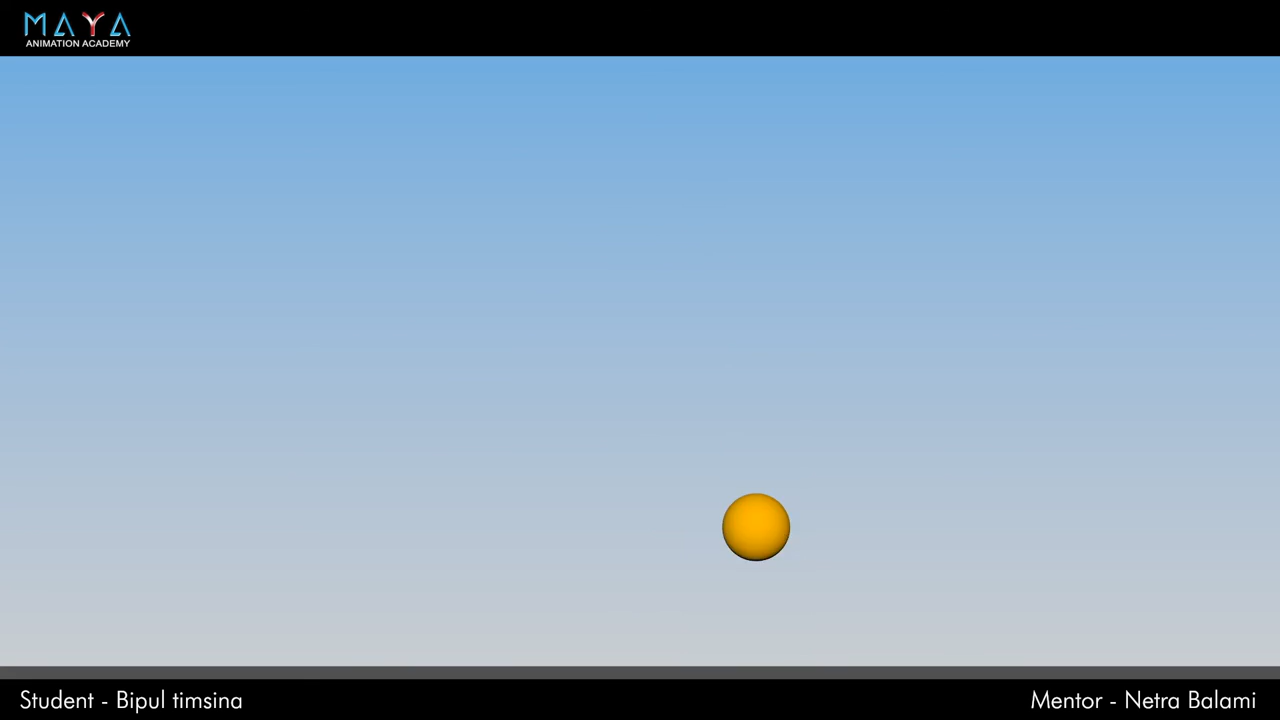 MAYA
ANIMATION ACADEMY
Student - Bipul timsina
Mentor - Netra Balami